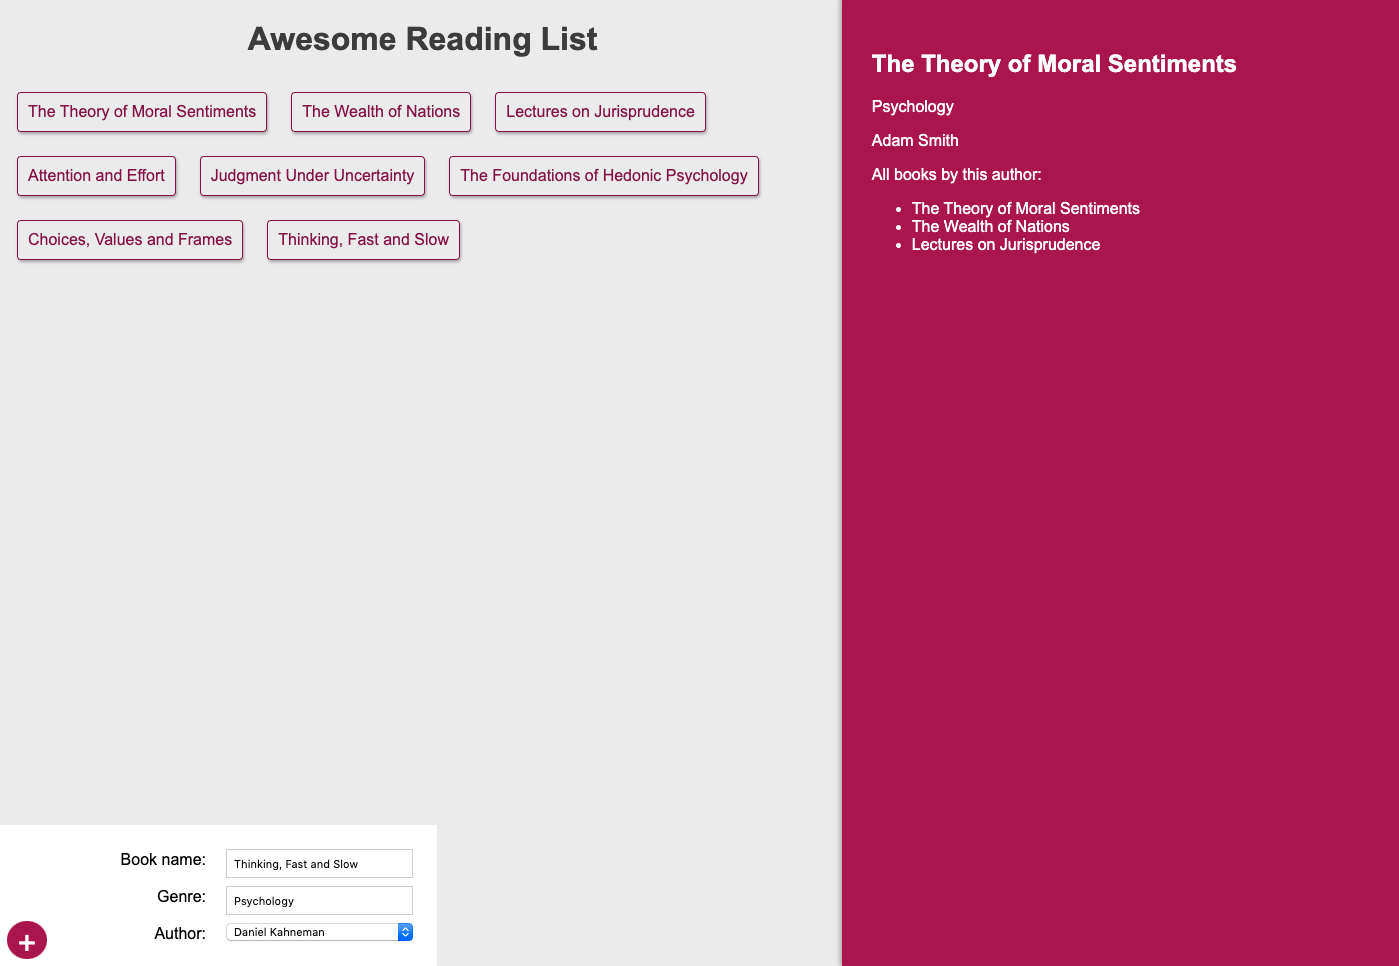 Awesome Reading List
The Theory of Moral Sentiments
The Wealth of Nations
Lectures on Jurisprudence
Attention and Effort
Judgment Under Uncertainty
The Foundations of Hedonic Psychology
Choices, Values and Frames
Thinking, Fast and Slow
Book name: Thinking, Fast and Slow
Genre: Psychology
Author: Daniel Kahneman
+
The Theory of Moral Sentiments
Psychology
Adam Smith
All books by this author:
• The Theory of Moral Sentiments
• The Wealth of Nations
• Lectures on Jurisprudence